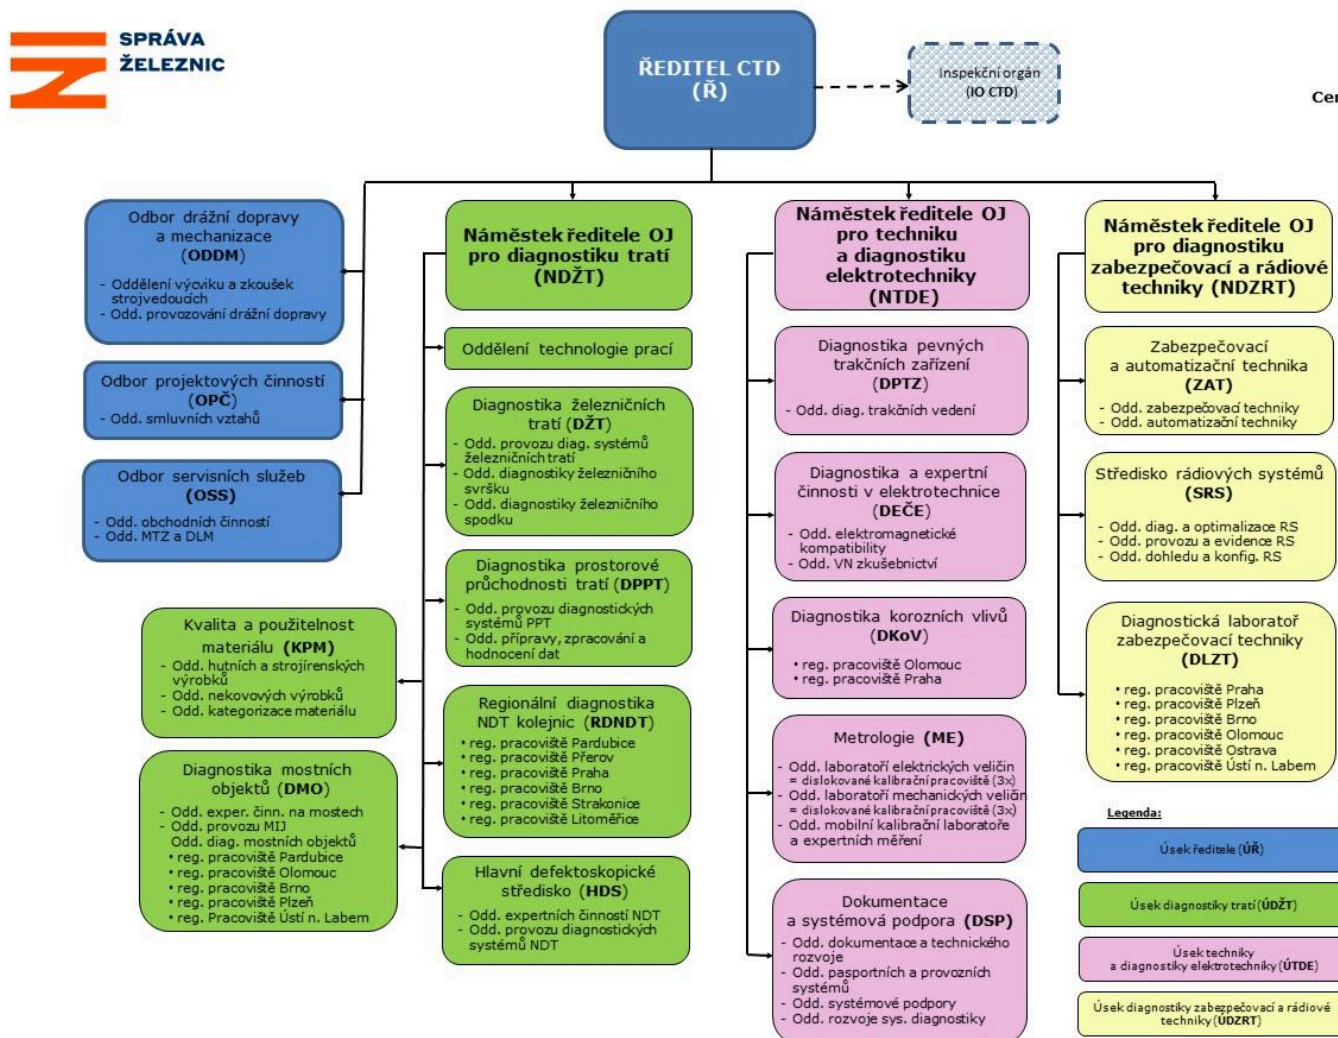 SPRÁVA
ŽELEZNIC
ŘEDITEL CTD
(Ř)
Inspekční orgán
(IO CTD)
Odbor drážní dopravy
a mechanizace
(ODDM)
- Oddělení výcviku a zkoušek
strojvedoucích
- Odd. provozování drážní dopravy
Odbor projektových činností
(OPČ)
- Odd. smluvních vztahů
Odbor servisních služeb
(OSS)
- Odd. obchodních činností
- Odd. MTZ a DLM
Náměstek ředitele OJ
pro diagnostiku tratí
(NDŽT)
Oddělení technologie prací
Diagnostika železničních
tratí (DŽT)
- Odd. provozu diag. systémů
železničních tratí
- Odd. diagnostiky železničního
svršku
- Odd. diagnostiky železničního
spodku
Diagnostika prostorové
průchodnosti tratí (DPPT)
- Odd. provozu diagnostických
systémů PPT
- Odd. přípravy, zpracování a
hodnocení dat
Kvalita a použitelnost
materiálu (KPM)
- Odd. hutních a strojírenských
výrobků
- Odd. nekovových výrobků
- Odd. kategorizace materiálu
Regionální diagnostika
NDT kolejnic (RDNDT)
• reg. pracoviště Pardubice
• reg. pracoviště Přerov
• reg. pracoviště Praha
• reg. pracoviště Brno
• reg. pracoviště Strakonice
• reg. pracoviště Litoměřice
Diagnostika mostních
objektů (DMO)
- Odd. exper. činn. na mostech
- Odd. provozu MIJ
Odd. diag. mostních objektů
• reg. pracoviště Pardubice
• reg. pracoviště Olomouc
• reg. pracoviště Brno
• reg. pracoviště Plzeň
• reg. Pracoviště Ústí n. Labem
Hlavní defektoskopické
středisko (HDS)
- Odd. expertních činností NDT
- Odd. provozu diagnostických
systémů NDT
Náměstek ředitele OJ
pro techniku
a diagnostiku
elektrotechniky
(NTDE)
Diagnostika pevných
trakčních zařízení
(DPTZ)
- Odd. diag. trakčních vedení
Diagnostika a expertní
činnosti v elektrotechnice
(DEČE)
- Odd. elektromagnetické
kompatibility
- Odd. VN zkušebnictví
Diagnostika korozních vlivů
(DKoV)
• reg. pracoviště Olomouc
• reg. pracoviště Praha
Metrologie (ME)
- Odd. laboratoří elektrických veličin
= dislokované kalibrační pracoviště (3x)
- Odd. laboratoří mechanických veličin
= dislokované kalibrační pracoviště (3x)
- Odd. mobilní kalibrační laboratoře
a expertních měření
Dokumentace
a systémová podpora (DSP)
- Odd. dokumentace a technického
rozvoje
- Odd. pasportních a provozních
systémů
- Odd. systémové podpory
- Odd. rozvoje sys. diagnostiky
Náměstek ředitele OJ
pro diagnostiku
zabezpečovací a rádiové
techniky (NDZRT)
Zabezpečovací
a automatizační technika
(ZAT)
- Odd. zabezpečovací techniky
- Odd. automatizační techniky
Středisko rádiových systémů
(SRS)
- Odd. diag. a optimalizace RS
- Odd. provozu a evidence RS
- Odd. dohledu a konfig. RS
Diagnostická laboratoř
zabezpečovací techniky
(DLZT)
• reg. pracoviště Praha
• reg. pracoviště Plzeň
• reg. pracoviště Brno
• reg. pracoviště Olomouc
• reg. pracoviště Ostrava
• reg. pracoviště Ústí n. Labem
Legenda:
Úsek ředitele (ÚŘ)
Úsek diagnostiky tratí (ÚDŽT)
Úsek techniky
a diagnostiky elektrotechniky (ÚTDE)
Úsek diagnostiky zabezpečovací a rádiové
techniky (ÚDZRT)